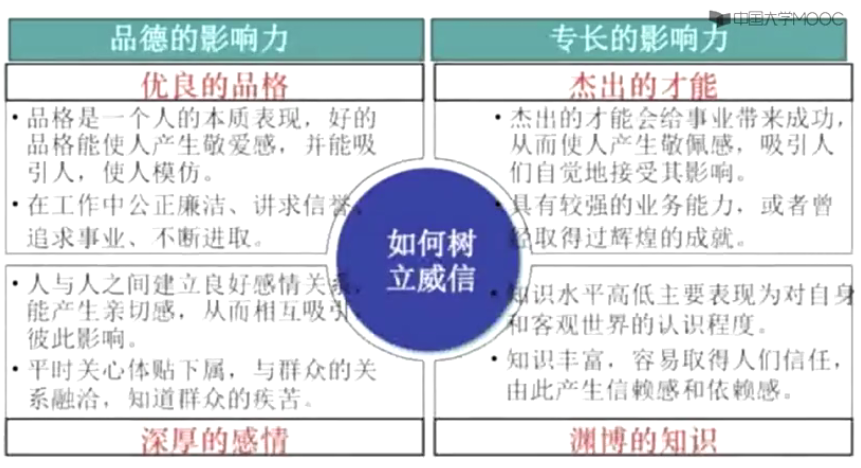 中国大学MOOC
品德的影响力
专长的影响力
优良的品格
杰出的才能
•品格是一个人的本质表现，好的
品格能使人产生敬爱感，并能吸
引人，使人模仿。
•在工作中公正廉洁、讲求信誉、
追求事业、不断进取。
•杰出的才能会给事业带来成功，
从而使人产生敬佩感，吸引人
们自觉地接受其影响。
•具有较强的业务能力，或者曾
经取得过辉煌的成就。
如何树
立威信
•人与人之间建立良好感情关系，
能产生亲切感，从而相互吸引，
彼此影响。
•平时关心体贴下属，与群众的关
系融洽，知道群众的疾苦。
•知识水平高低主要表现为对自身
和客观世界的认识程度。
•知识丰富，容易取得人们信任，
由此产生信赖感和依赖感。
深厚的感情
渊博的知识